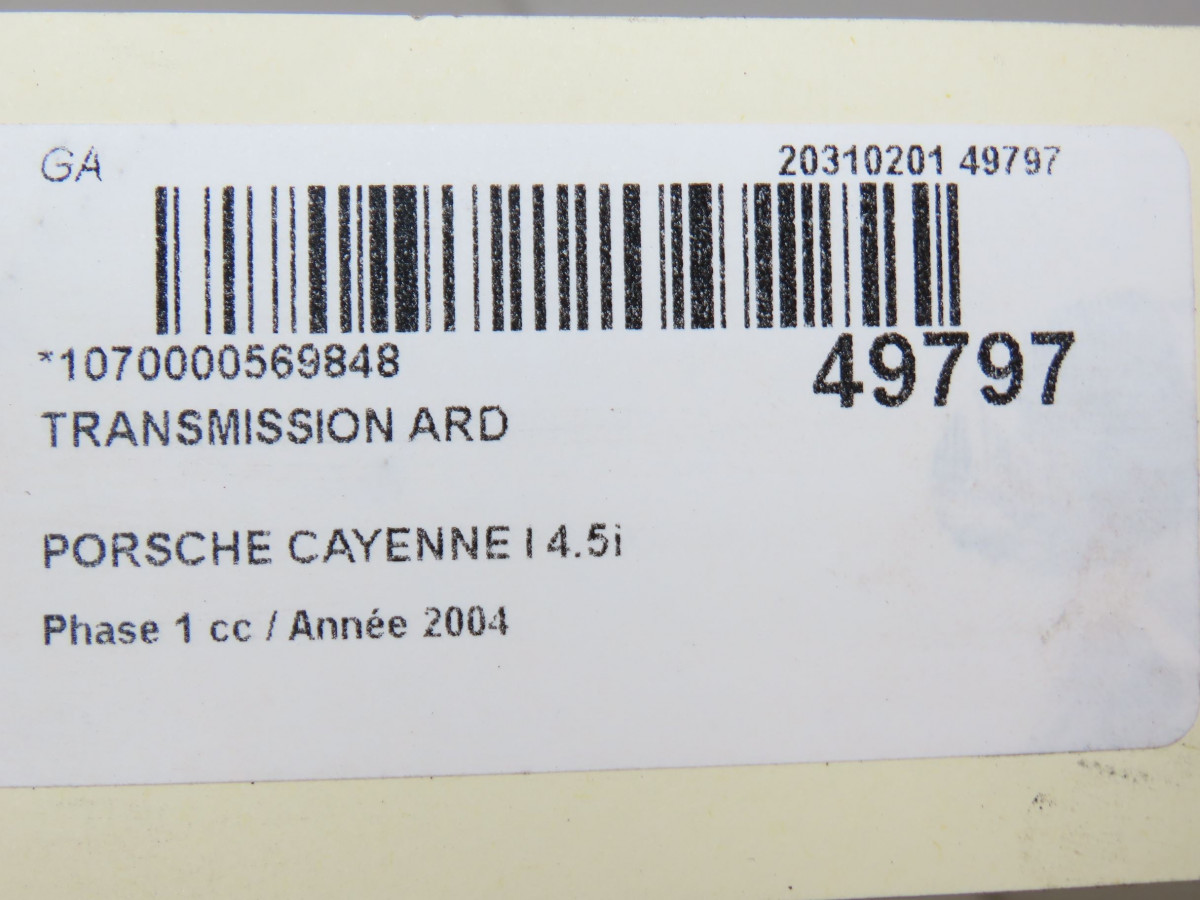 GA 20310201 49797
*1070000569848 49797
TRANSMISSION ARD
PORSCHE CAYENNE I 4.5i
Phase 1 cc / Année 2004